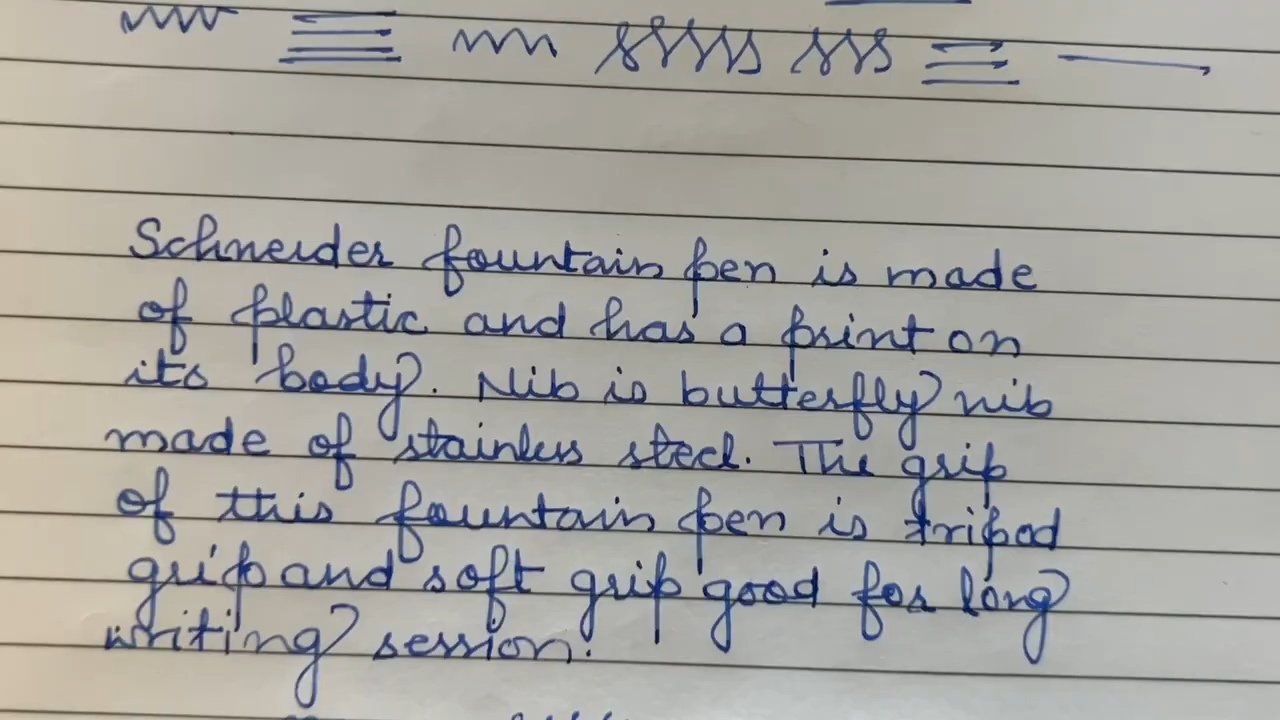 Schneider fountain pen is made
of plastic and has a print on
its body. Nib is butterfly nib
made of stainless steel. The grip
of this fountain pen is tripod
grip and soft grip good for long
writing session.